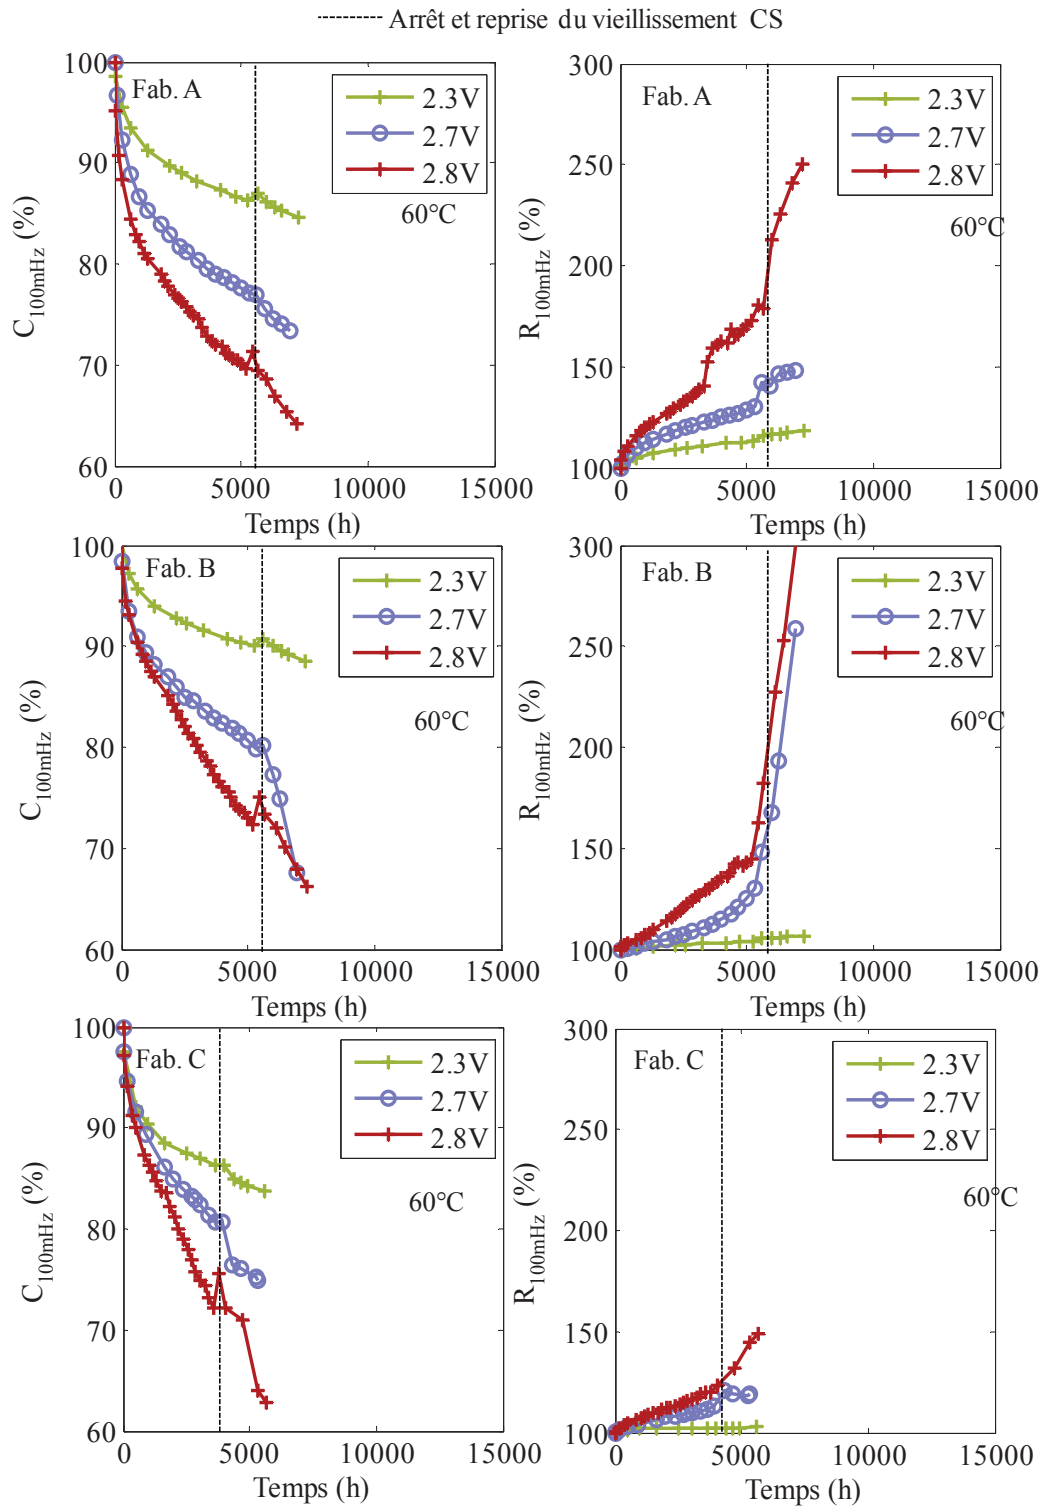 Arrêt et reprise du vieillissement CS
100
90
80
70
60
C100mHz (%)
Fab. A
2.3V
2.7V
2.8V
60°C
0
5000
10000
15000
Temps (h)
300
250
200
150
100
R100mHz (%)
Fab. A
2.3V
2.7V
2.8V
60°C
0
5000
10000
15000
Temps (h)
100
90
80
70
60
C100mHz (%)
Fab. B
2.3V
2.7V
2.8V
60°C
0
5000
10000
15000
Temps (h)
300
250
200
150
100
R100mHz (%)
Fab. B
2.3V
2.7V
2.8V
60°C
0
5000
10000
15000
Temps (h)
100
90
80
70
60
C100mHz (%)
Fab. C
2.3V
2.7V
2.8V
60°C
0
5000
10000
15000
Temps (h)
300
250
200
150
100
R100mHz (%)
Fab. C
2.3V
2.7V
2.8V
60°C
0
5000
10000
15000
Temps (h)